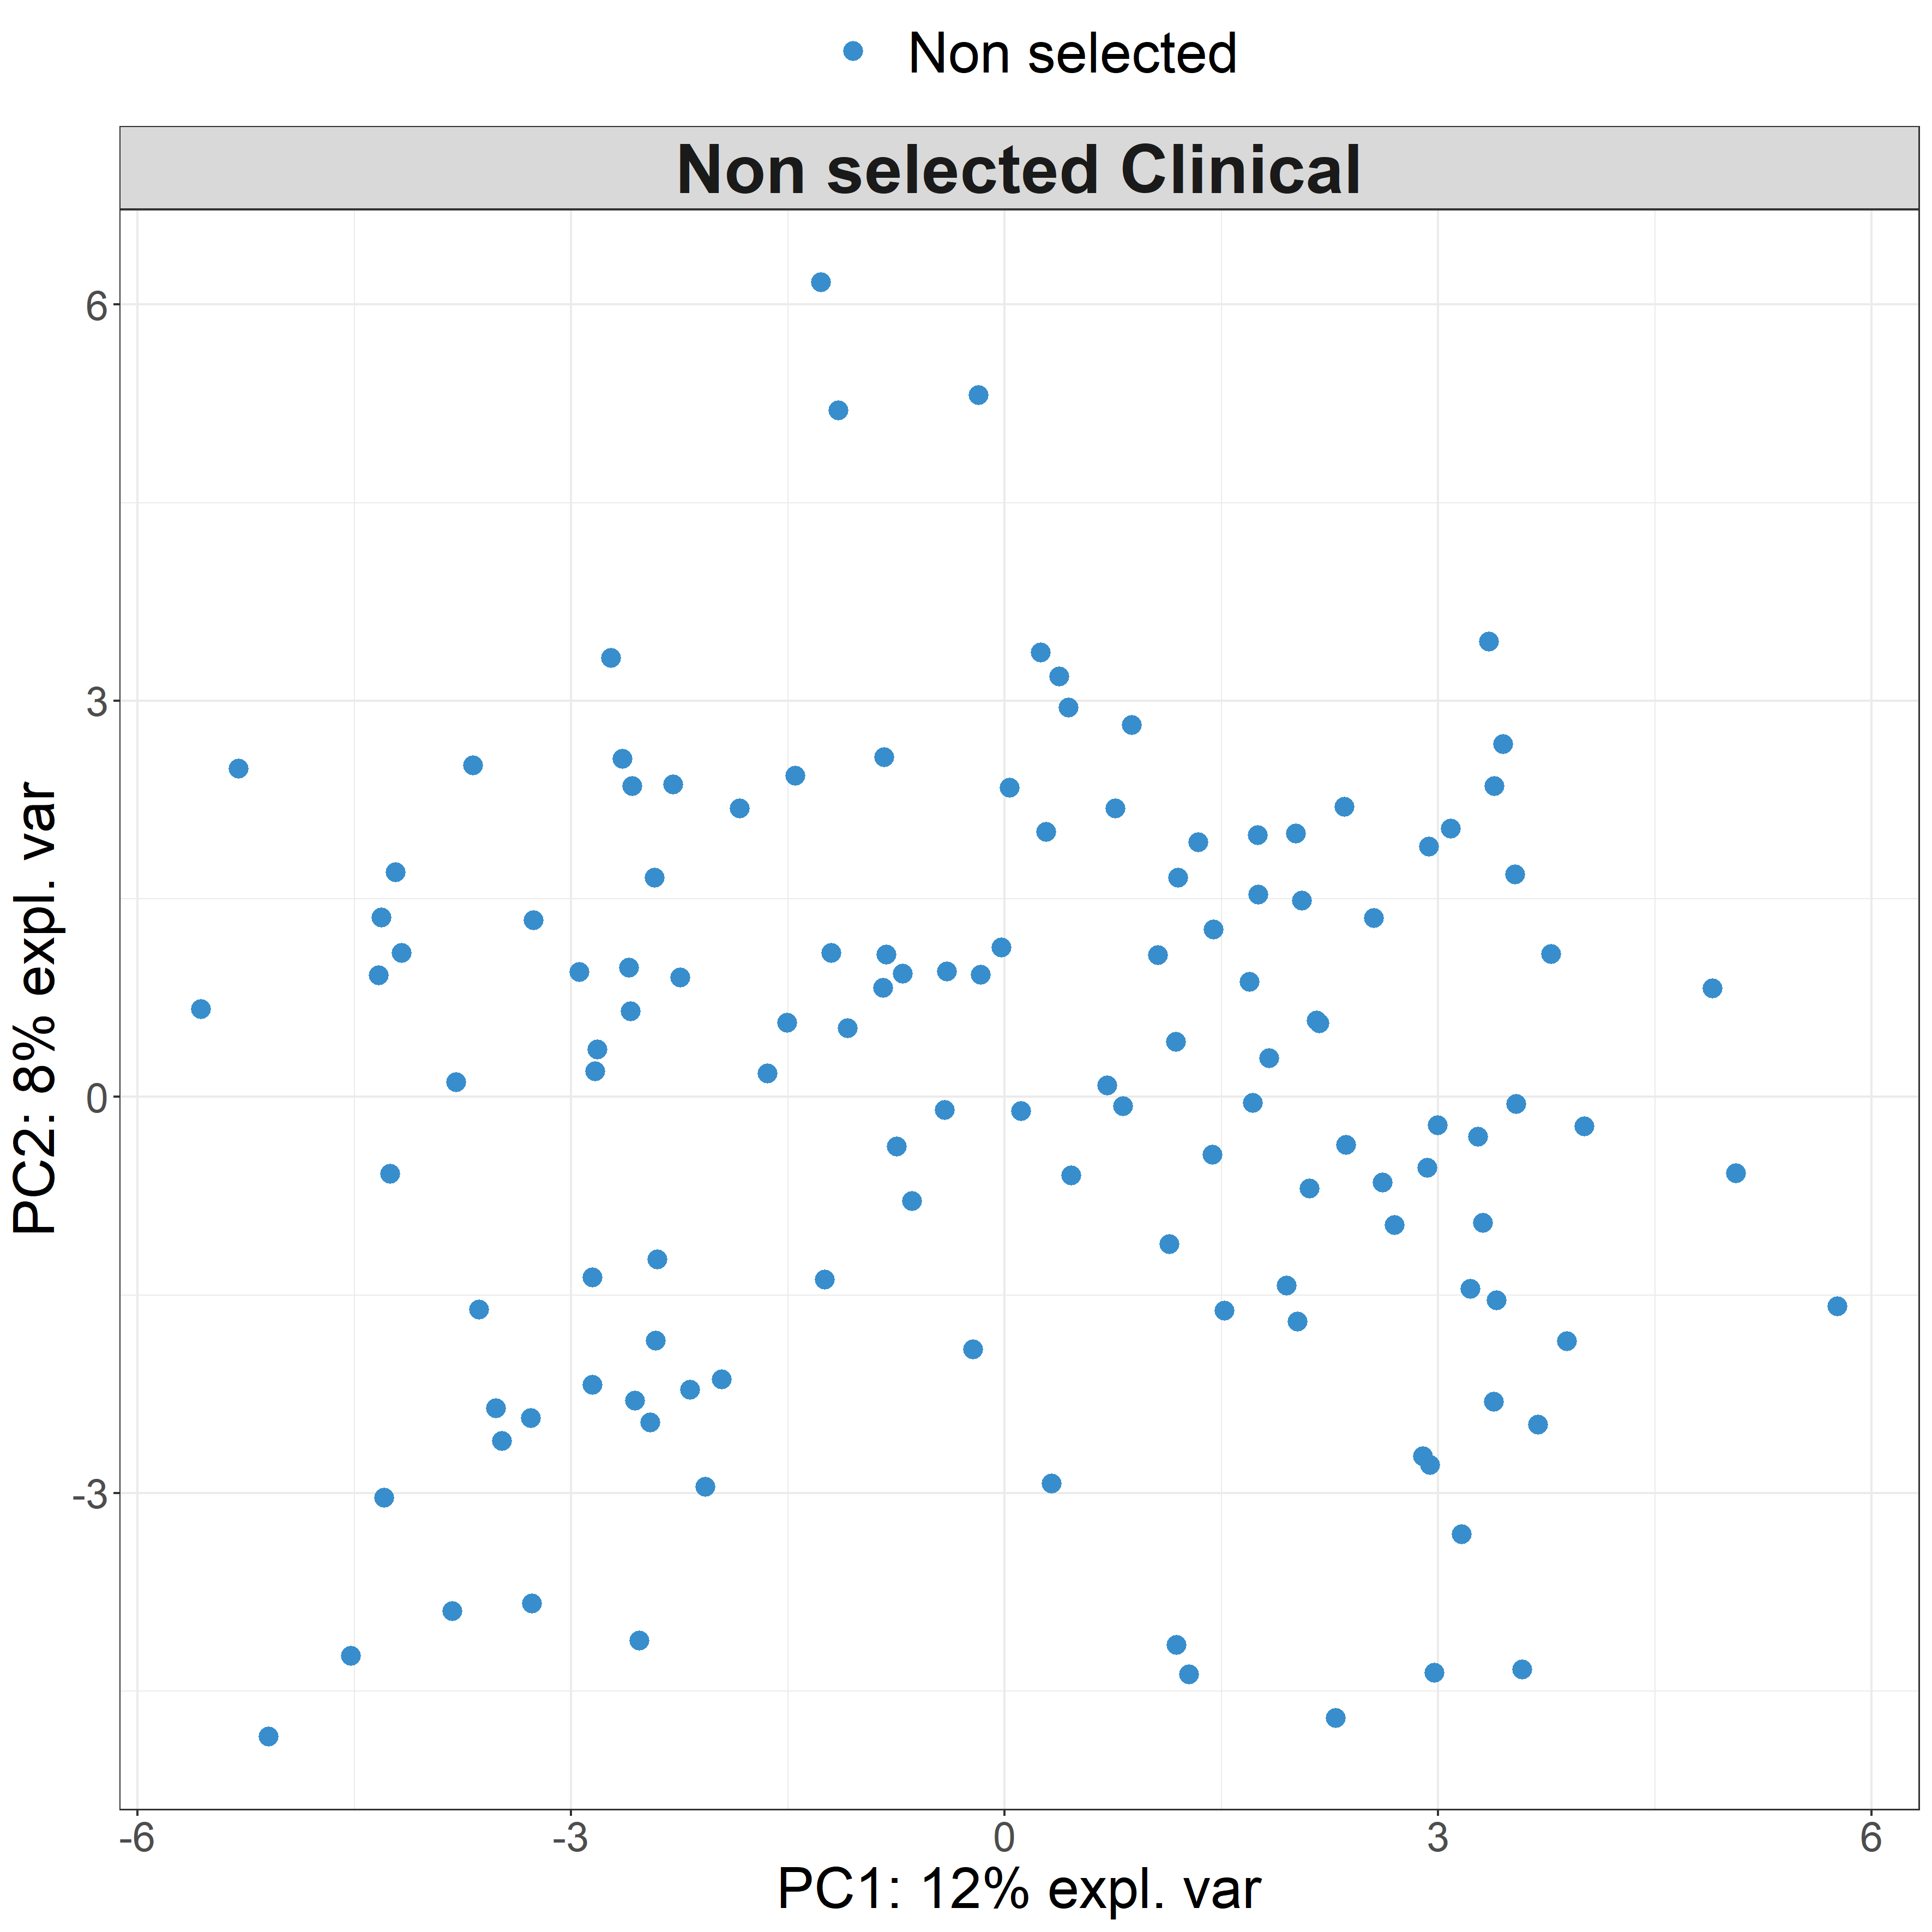 Non selected
Non selected Clinical
6
3
0
-3
PC2: 8% expl. var
-6 -3 0 3 6
PC1: 12% expl. var